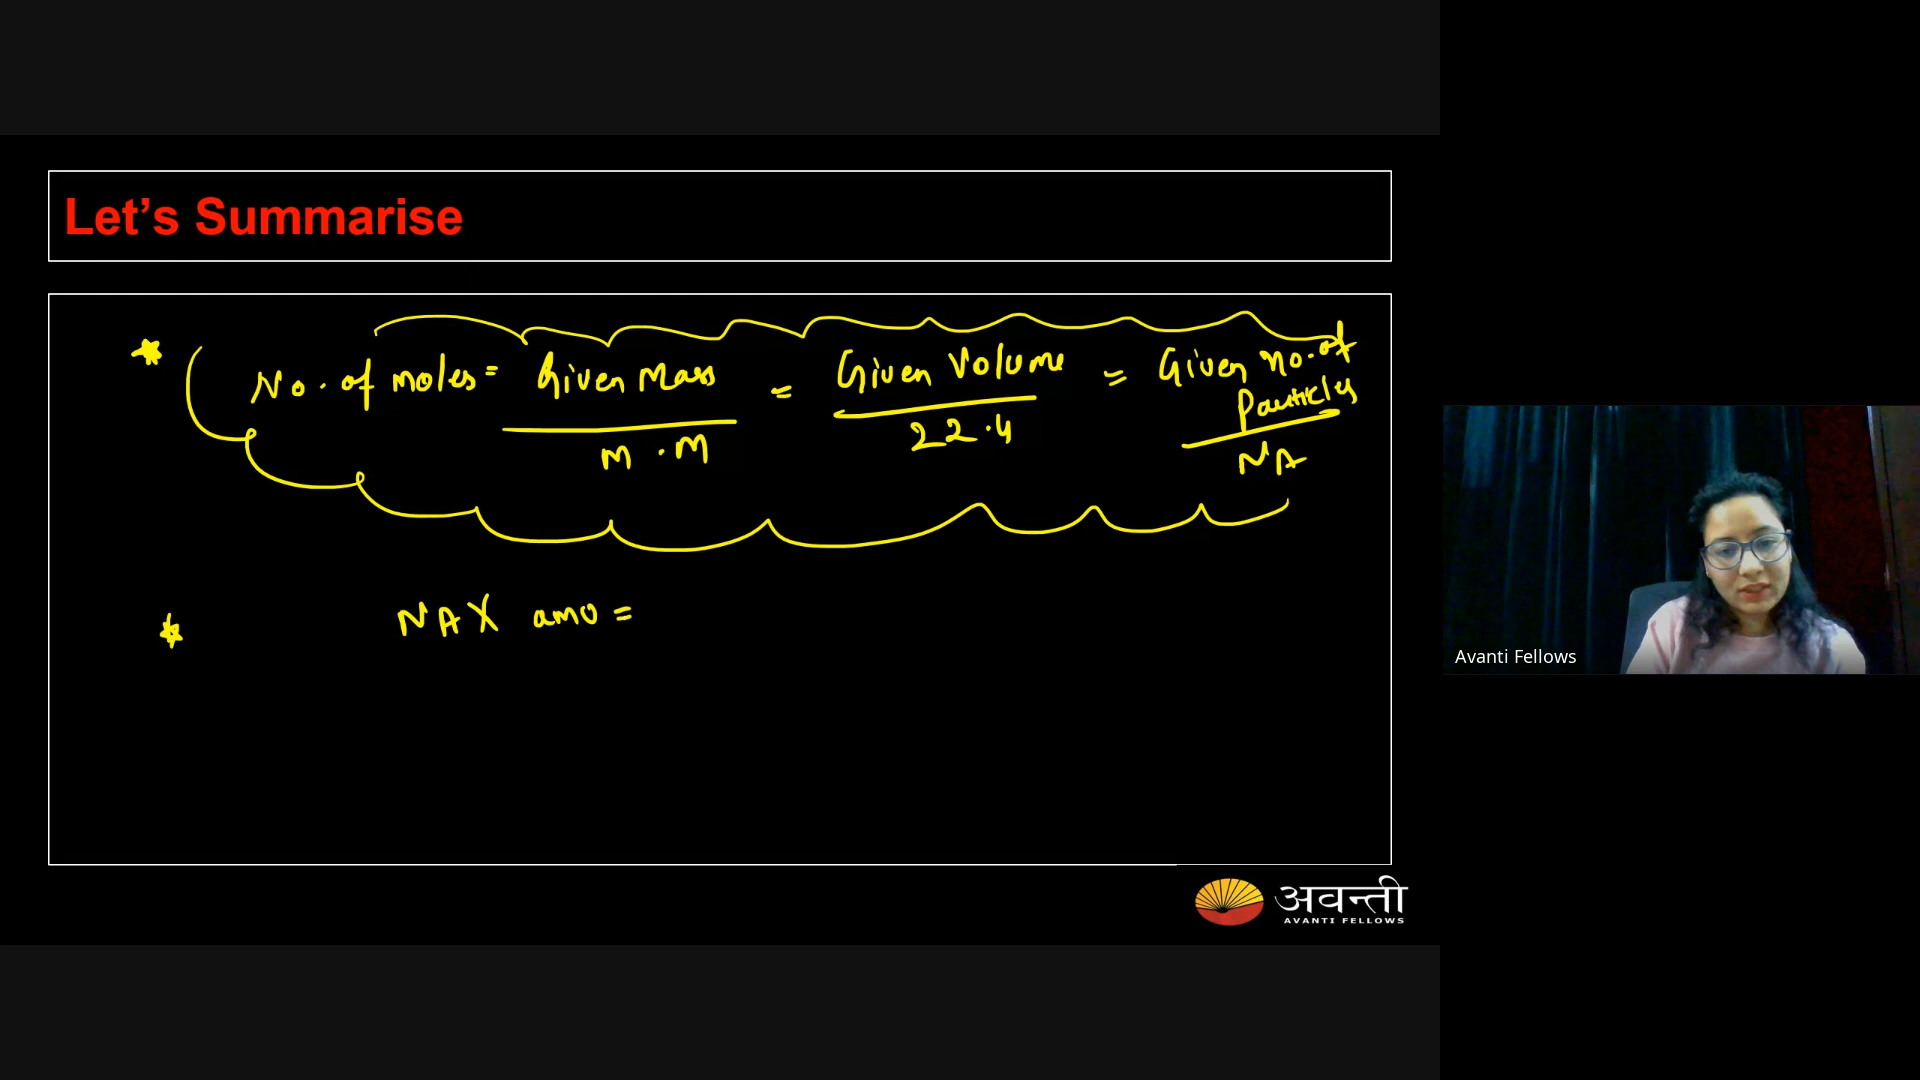 Let's Summarise
No. of moles = Given Mass / M.M = Given Volume / 22.4 = Given no. of Particles / NA
NA X amu =
Avanti Fellows
अवन्ती
AVANTI FELLOWS